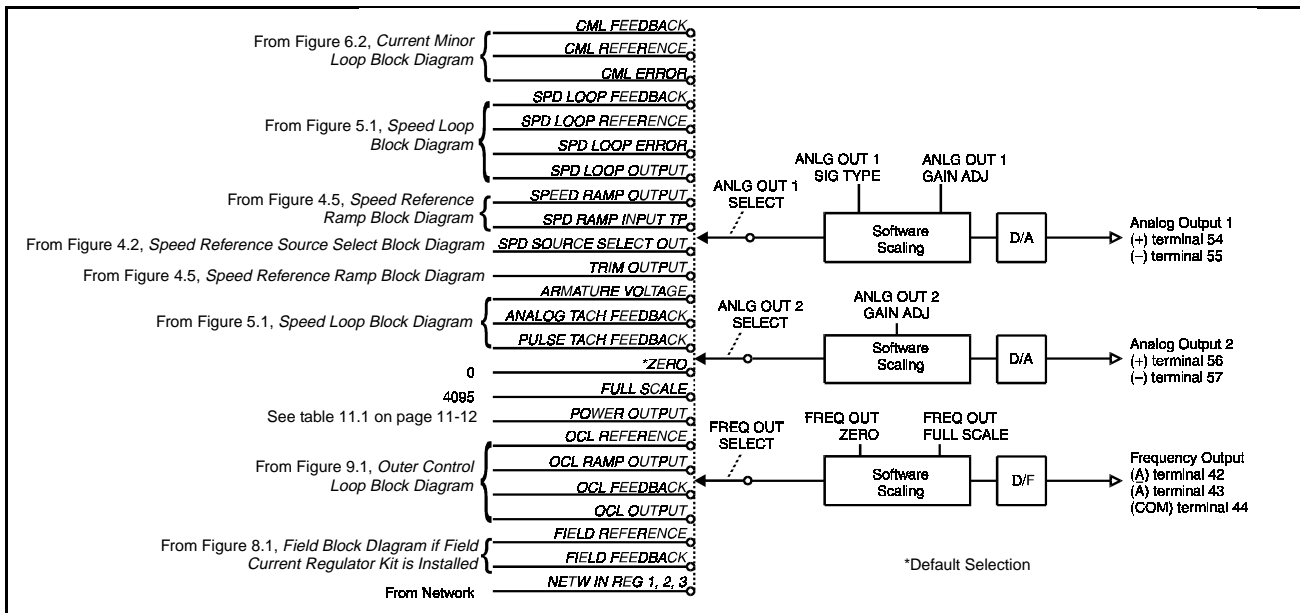 From Figure 6.2, Current Minor
Loop Block Diagram
CML FEEDBACK
CML REFERENCE
CML ERROR
From Figure 5.1, Speed Loop
Block Diagram
SPD LOOP FEEDBACK
SPD LOOP REFERENCE
SPD LOOP ERROR
SPD LOOP OUTPUT
From Figure 4.5, Speed Reference
Ramp Block Diagram
SPEED RAMP OUTPUT
SPD RAMP INPUT TP
From Figure 4.2, Speed Reference Source Select Block Diagram
SPD SOURCE SELECT OUT
From Figure 4.5, Speed Reference Ramp Block Diagram
TRIM OUTPUT
From Figure 5.1, Speed Loop Block Diagram
ARMATURE VOLTAGE
ANALOG TACH FEEDBACK
PULSE TACH FEEDBACK
0
*ZERO
4095
FULL SCALE
See table 11.1 on page 11-12
POWER OUTPUT
From Figure 9.1, Outer Control
Loop Block Diagram
OCL REFERENCE
OCL RAMP OUTPUT
OCL FEEDBACK
OCL OUTPUT
From Figure 8.1, Field Block DIagram if Field
Current Regulator Kit is Installed
FIELD REFERENCE
FIELD FEEDBACK
From Network
NETW IN REG 1, 2, 3
ANLG OUT 1
SELECT
ANLG OUT 1
SIG TYPE
ANLG OUT 1
GAIN ADJ
Software
Scaling
D/A
Analog Output 1
(+) terminal 54
(–) terminal 55
ANLG OUT 2
SELECT
ANLG OUT 2
GAIN ADJ
Software
Scaling
D/A
Analog Output 2
(+) terminal 56
(–) terminal 57
FREQ OUT
SELECT
FREQ OUT
ZERO
FREQ OUT
FULL SCALE
Software
Scaling
D/F
Frequency Output
(A) terminal 42
(A) terminal 43
(COM) terminal 44
*Default Selection